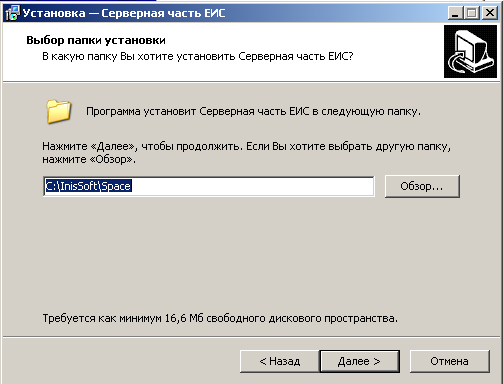 Установка — Серверная часть ЕИС
Выбор папки установки
В какую папку Вы хотите установить Серверная часть ЕИС?
Программа установит Серверная часть ЕИС в следующую папку.
Нажмите «Далее», чтобы продолжить. Если Вы хотите выбрать другую папку,
нажмите «Обзор».
C:\InisSoft\Space
Обзор...
Требуется как минимум 16,6 Мб свободного дискового пространства.
< Назад
Далее >
Отмена